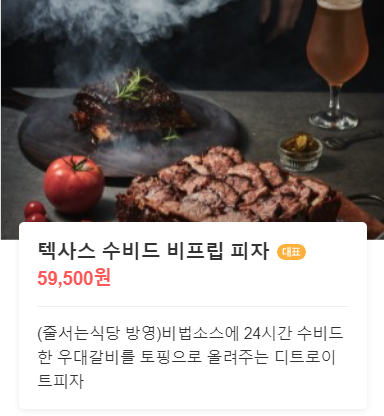 텍사스 수비드 비프립 피자 대표
59,500원
(줄서는식당 방영)비법소스에 24시간 수비드
한 우대갈비를 토핑으로 올려주는 디트로이
트피자